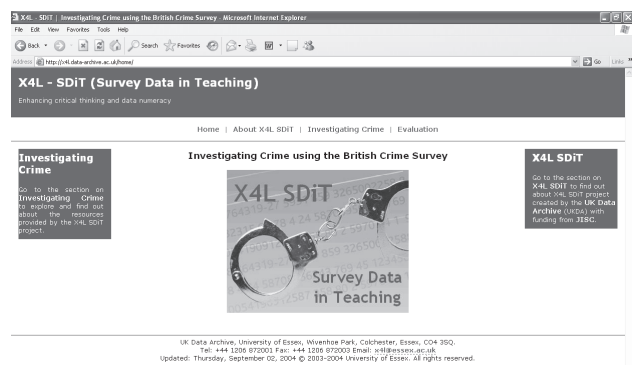 X4L - SDiT | Investigating Crime using the British Crime Survey - Microsoft Internet Explorer
File Edit View Favorites Tools Help
Back Search Favorites
Address http://x4l.data-archive.ac.uk/home/ Go Links
X4L - SDiT (Survey Data in Teaching)
Enhancing critical thinking and data numeracy
Home | About X4L SDiT | Investigating Crime | Evaluation
Investigating
Crime
Go to the section on
Investigating Crime
to explore and find out
about the resources
provided by the X4L SDiT
project.
Investigating Crime using the British Crime Survey
X4L SDiT
Survey Data
in Teaching
X4L SDiT
Go to the section on
X4L SDiT to find out
about X4L SDiT project
created by the UK Data
Archive (UKDA) with
funding from JISC.
UK Data Archive, University of Essex, Wivenhoe Park, Colchester, Essex, CO4 3SQ.
Tel: +44 1206 872001 Fax: +44 1206 872003 Email: x4l@essex.ac.uk
Updated: Thursday, September 02, 2004 © 2003-2004 University of Essex. All rights reserved.